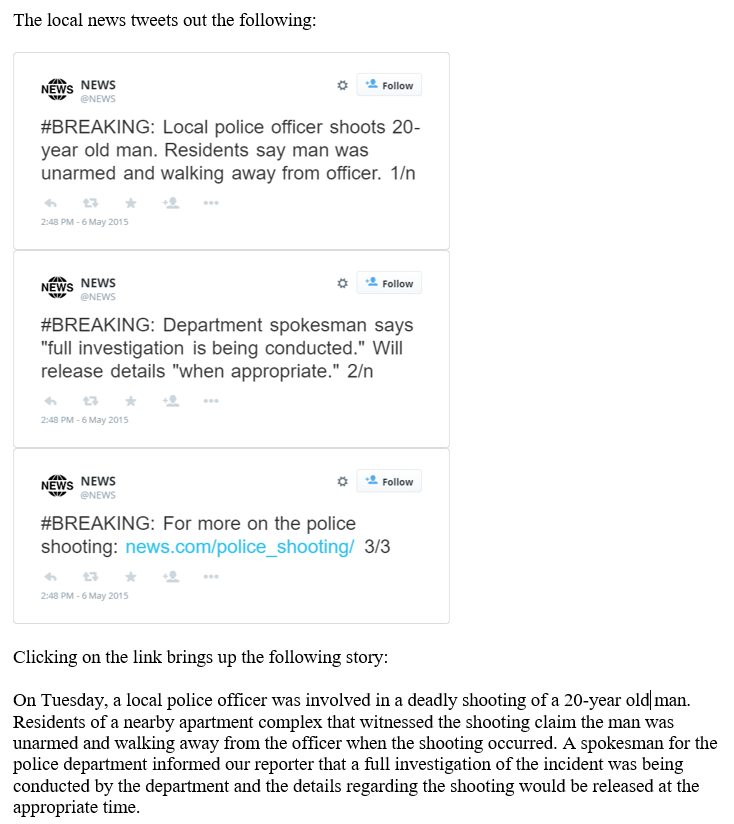 The local news tweets out the following:
NEWS NEWS Follow
@NEWS
#BREAKING: Local police officer shoots 20-
year old man. Residents say man was
unarmed and walking away from officer. 1/n
2:48 PM - 6 May 2015
NEWS NEWS Follow
@NEWS
#BREAKING: Department spokesman says
"full investigation is being conducted." Will
release details "when appropriate." 2/n
2:48 PM - 6 May 2015
NEWS NEWS Follow
@NEWS
#BREAKING: For more on the police
shooting: news.com/police_shooting/ 3/3
2:48 PM - 6 May 2015
Clicking on the link brings up the following story:
On Tuesday, a local police officer was involved in a deadly shooting of a 20-year old man.
Residents of a nearby apartment complex that witnessed the shooting claim the man was
unarmed and walking away from the officer when the shooting occurred. A spokesman for the
police department informed our reporter that a full investigation of the incident was being
conducted by the department and the details regarding the shooting would be released at the
appropriate time.